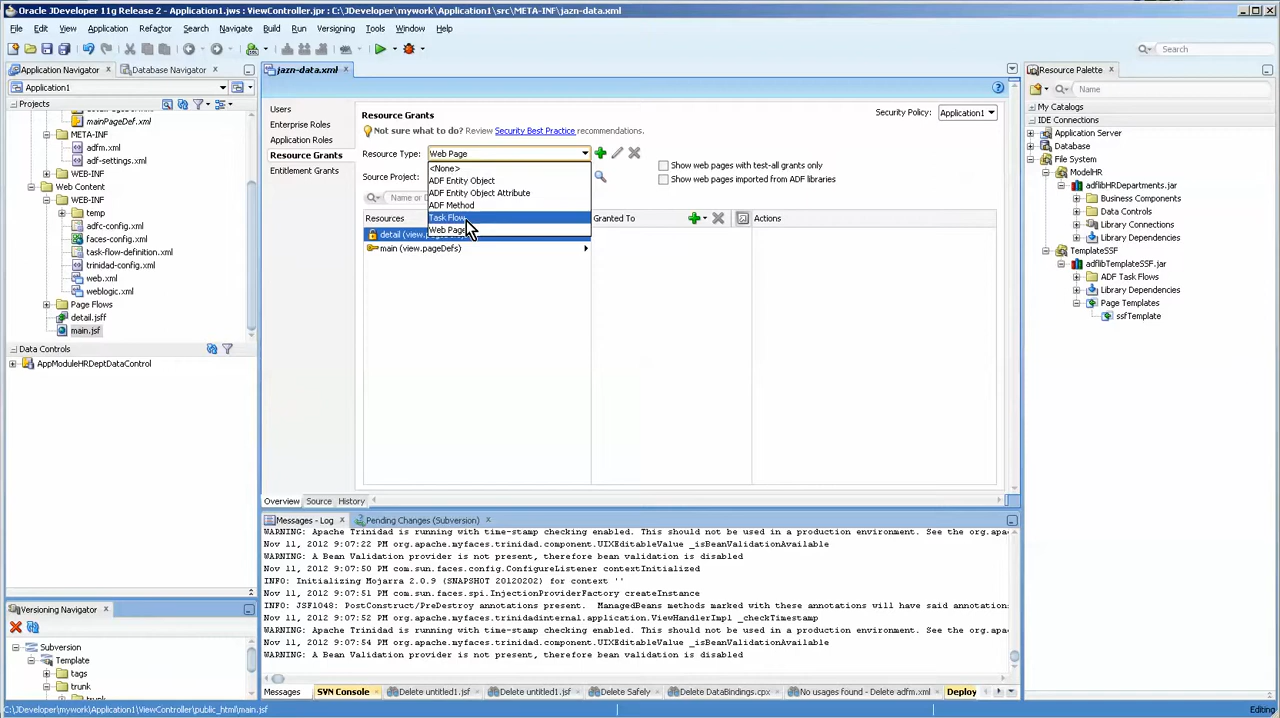 Oracle JDeveloper 11g Release 2 - Application1.jws : ViewController.jpr : C:\JDeveloper\mywork\Application1\src\META-INF\jazn-data.xml
File Edit View Application Refactor Search Navigate Build Run Versioning Tools Window Help
Search
Application Navigator
Database Navigator
Application1
Projects
mainPageDef.xml
META-INF
adfm.xml
adf-settings.xml
WEB-INF
Web Content
WEB-INF
temp
adfc-config.xml
faces-config.xml
task-flow-definition.xml
trinidad-config.xml
web.xml
weblogic.xml
Page Flows
detail.jsff
main.jsf
Data Controls
AppModuleHRDeptDataControl
Versioning Navigator
Subversion
Template
tags
trunk
jazn-data.xml
Users
Enterprise Roles
Application Roles
Resource Grants
Entitlement Grants
Resource Grants
Security Policy: Application1
Not sure what to do? Review Security Best Practice recommendations.
Resource Type: Web Page
<None>
ADF Entity Object
ADF Entity Object Attribute
ADF Method
Task Flow
Web Page
Source Project:
Show web pages with test-all grants only
Show web pages imported from ADF libraries
Name or D
Resources
Granted To
Actions
detail (view.pageDefs)
main (view.pageDefs)
Overview Source History
Messages - Log
Pending Changes (Subversion)
WARNING: Apache Trinidad is running with time-stamp checking enabled. This should not be used in a production environment. See the org.ap
Nov 11, 2012 9:07:22 PM org.apache.myfaces.trinidad.component.UIXEditableValue _isBeanValidationAvailable
WARNING: A Bean Validation provider is not present, therefore bean validation is disabled
Nov 11, 2012 9:07:50 PM com.sun.faces.config.ConfigureListener contextInitialized
INFO: Initializing Mojarra 2.0.9 (SNAPSHOT 20120202) for context ''
Nov 11, 2012 9:07:50 PM com.sun.faces.spi.InjectionProviderFactory createInstance
INFO: JSF1048: PostConstruct/PreDestroy annotations present. ManagedBeans methods marked with these annotations will have said annotatio
Nov 11, 2012 9:07:52 PM org.apache.myfaces.trinidadinternal.application.ViewHandlerImpl _checkTimestamp
WARNING: Apache Trinidad is running with time-stamp checking enabled. This should not be used in a production environment. See the org.ap
Nov 11, 2012 9:07:54 PM org.apache.myfaces.trinidad.component.UIXEditableValue _isBeanValidationAvailable
WARNING: A Bean Validation provider is not present, therefore bean validation is disabled
Messages
SVN Console
Delete untitled1.jsf
Delete untitled1.jsf
Delete Safely
Delete DataBindings.cpx
No usages found - Delete adfm.xml
Deploy
Resource Palette
Name
My Catalogs
IDE Connections
Application Server
Database
File System
ModelHR
adflibHRDepartments.jar
Business Components
Data Controls
Library Dependencies
TemplateSSF
adflibTemplateSSF.jar
ADF Task Flows
Library Dependencies
Page Templates
ssfTemplate
C:\JDeveloper\mywork\Application1\ViewController\public_html\main.jsf
Editing